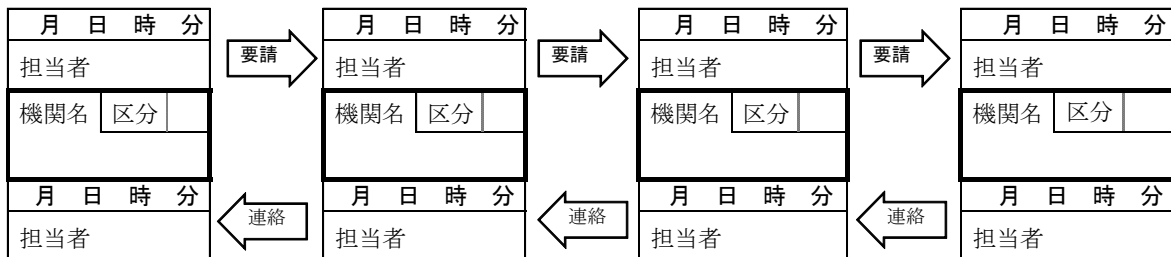 月 日 時 分 月 日 時 分 月 日 時 分 月 日 時 分
要請 要請 要請
担当者 担当者 担当者 担当者
機関名 区分 機関名 区分 機関名 区分 機関名 区分
月 日 時 分 月 日 時 分 月 日 時 分 月 日 時 分
連絡 連絡 連絡
担当者 担当者 担当者 担当者